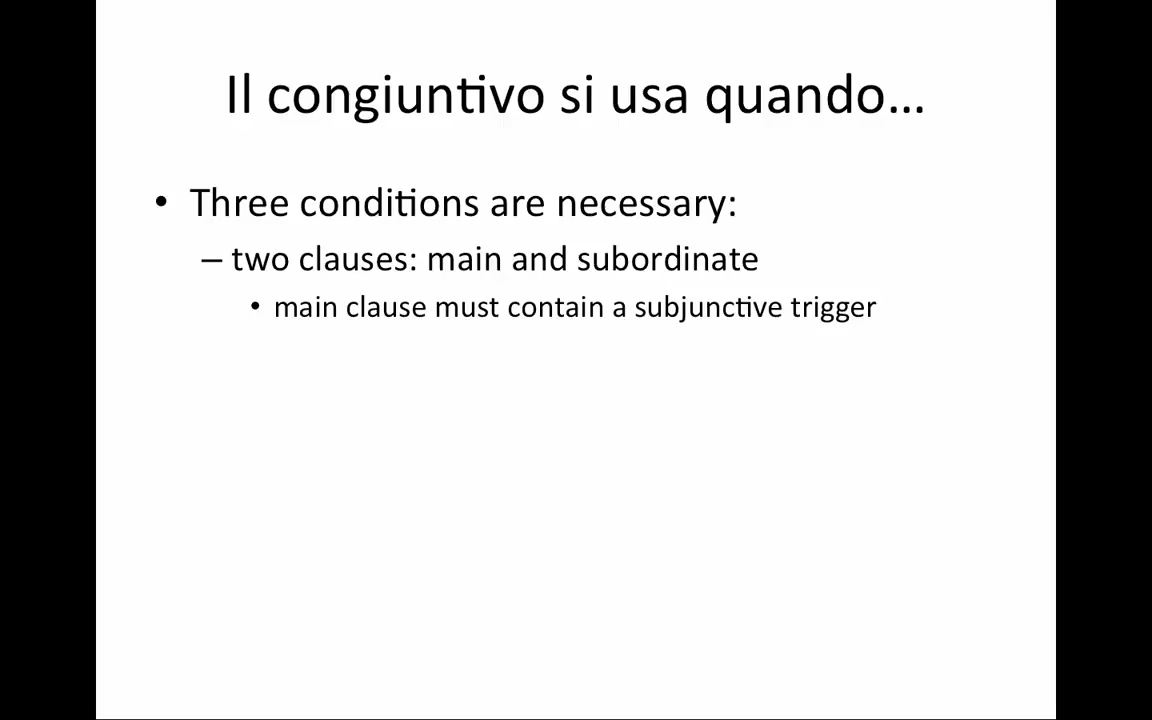 Il congiuntivo si usa quando…
• Three conditions are necessary:
– two clauses: main and subordinate
• main clause must contain a subjunctive trigger